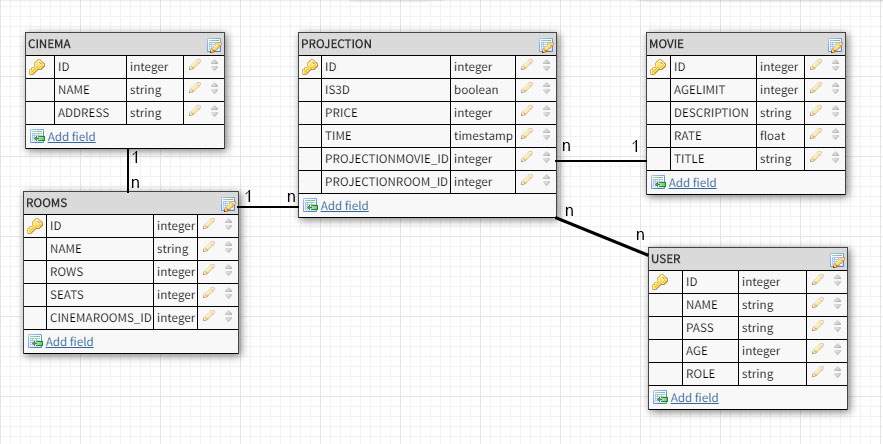 CINEMA
ID integer
NAME string
ADDRESS string
Add field
1
n
ROOMS
ID integer
NAME string
ROWS integer
SEATS integer
CINEMAROOMS_ID integer
Add field
1 n
PROJECTION
ID integer
IS3D boolean
PRICE integer
TIME timestamp
PROJECTIONMOVIE_ID integer
PROJECTIONROOM_ID integer
Add field
n 1
MOVIE
ID integer
AGELIMIT integer
DESCRIPTION string
RATE float
TITLE string
Add field
n
n
USER
ID integer
NAME string
PASS string
AGE integer
ROLE string
Add field